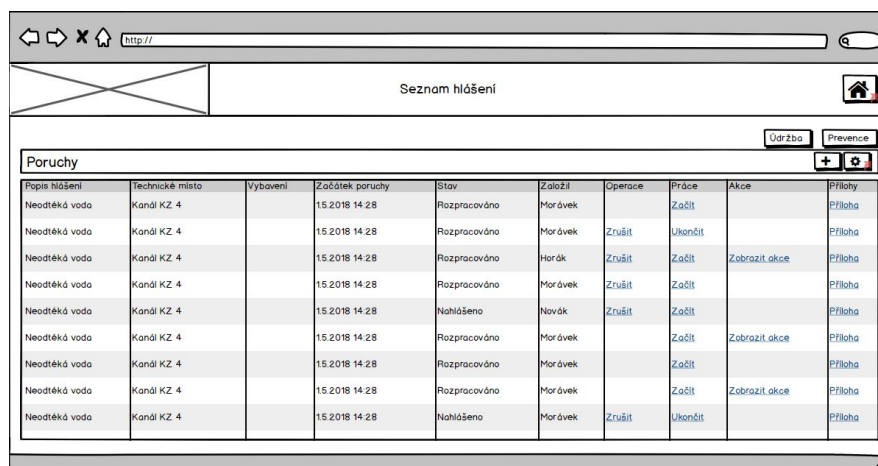 http://
Seznam hlášení
Údržba Prevence
Poruchy
Popis hlášení Technické místo Vybavení Začátek poruchy Stav Založil Operace Práce Akce Přílohy
Neodtéká voda Kanál KZ 4 1.5.2018 14:28 Rozpracováno Morávek Začít Příloha
Neodtéká voda Kanál KZ 4 1.5.2018 14:28 Rozpracováno Morávek Zrušit Ukončit Příloha
Neodtéká voda Kanál KZ 4 1.5.2018 14:28 Rozpracováno Horák Zrušit Začít Zobrazit akce Příloha
Neodtéká voda Kanál KZ 4 1.5.2018 14:28 Rozpracováno Morávek Zrušit Začít Příloha
Neodtéká voda Kanál KZ 4 1.5.2018 14:28 Nahlášeno Novák Zrušit Začít Příloha
Neodtéká voda Kanál KZ 4 1.5.2018 14:28 Rozpracováno Morávek Začít Zobrazit akce Příloha
Neodtéká voda Kanál KZ 4 1.5.2018 14:28 Rozpracováno Morávek Začít Příloha
Neodtéká voda Kanál KZ 4 1.5.2018 14:28 Rozpracováno Morávek Začít Zobrazit akce Příloha
Neodtéká voda Kanál KZ 4 1.5.2018 14:28 Nahlášeno Morávek Zrušit Ukončit Příloha